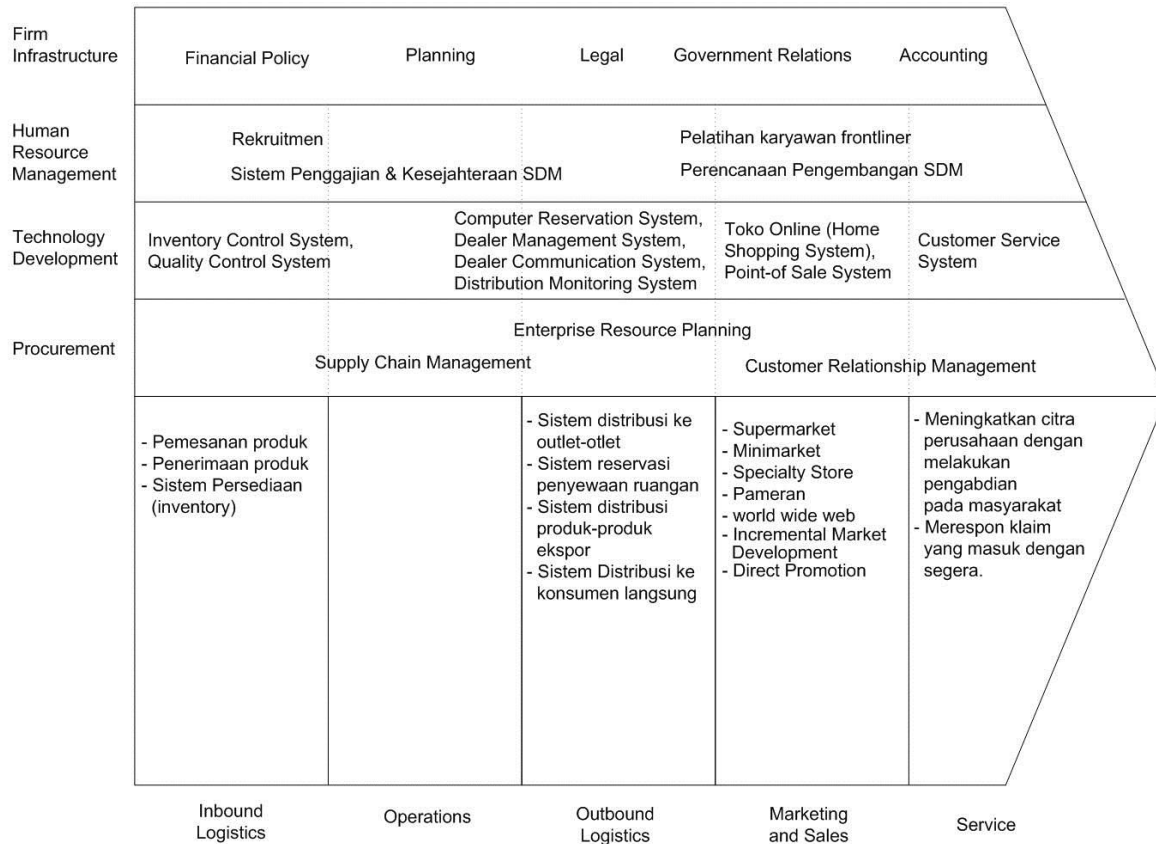 Firm
Infrastructure
Financial Policy
Planning
Legal
Government Relations
Accounting
Human
Resource
Management
Rekruitmen
Sistem Penggajian & Kesejahteraan SDM
Pelatihan karyawan frontliner
Perencanaan Pengembangan SDM
Technology
Development
Inventory Control System,
Quality Control System
Computer Reservation System,
Dealer Management System,
Dealer Communication System,
Distribution Monitoring System
Toko Online (Home
Shopping System),
Point-of Sale System
Customer Service
System
Procurement
Enterprise Resource Planning
Supply Chain Management
Customer Relationship Management
- Pemesanan produk
- Penerimaan produk
- Sistem Persediaan
(inventory)
- Sistem distribusi ke
outlet-otlet
- Sistem reservasi
penyewaan ruangan
- Sistem distribusi
produk-produk
ekspor
- Sistem Distribusi ke
konsumen langsung
- Supermarket
- Minimarket
- Specialty Store
- Pameran
- world wide web
- Incremental Market
Development
- Direct Promotion
- Meningkatkan citra
perusahaan dengan
melakukan
pengabdian
pada masyarakat
- Merespon klaim
yang masuk dengan
segera.
Inbound
Logistics
Operations
Outbound
Logistics
Marketing
and Sales
Service